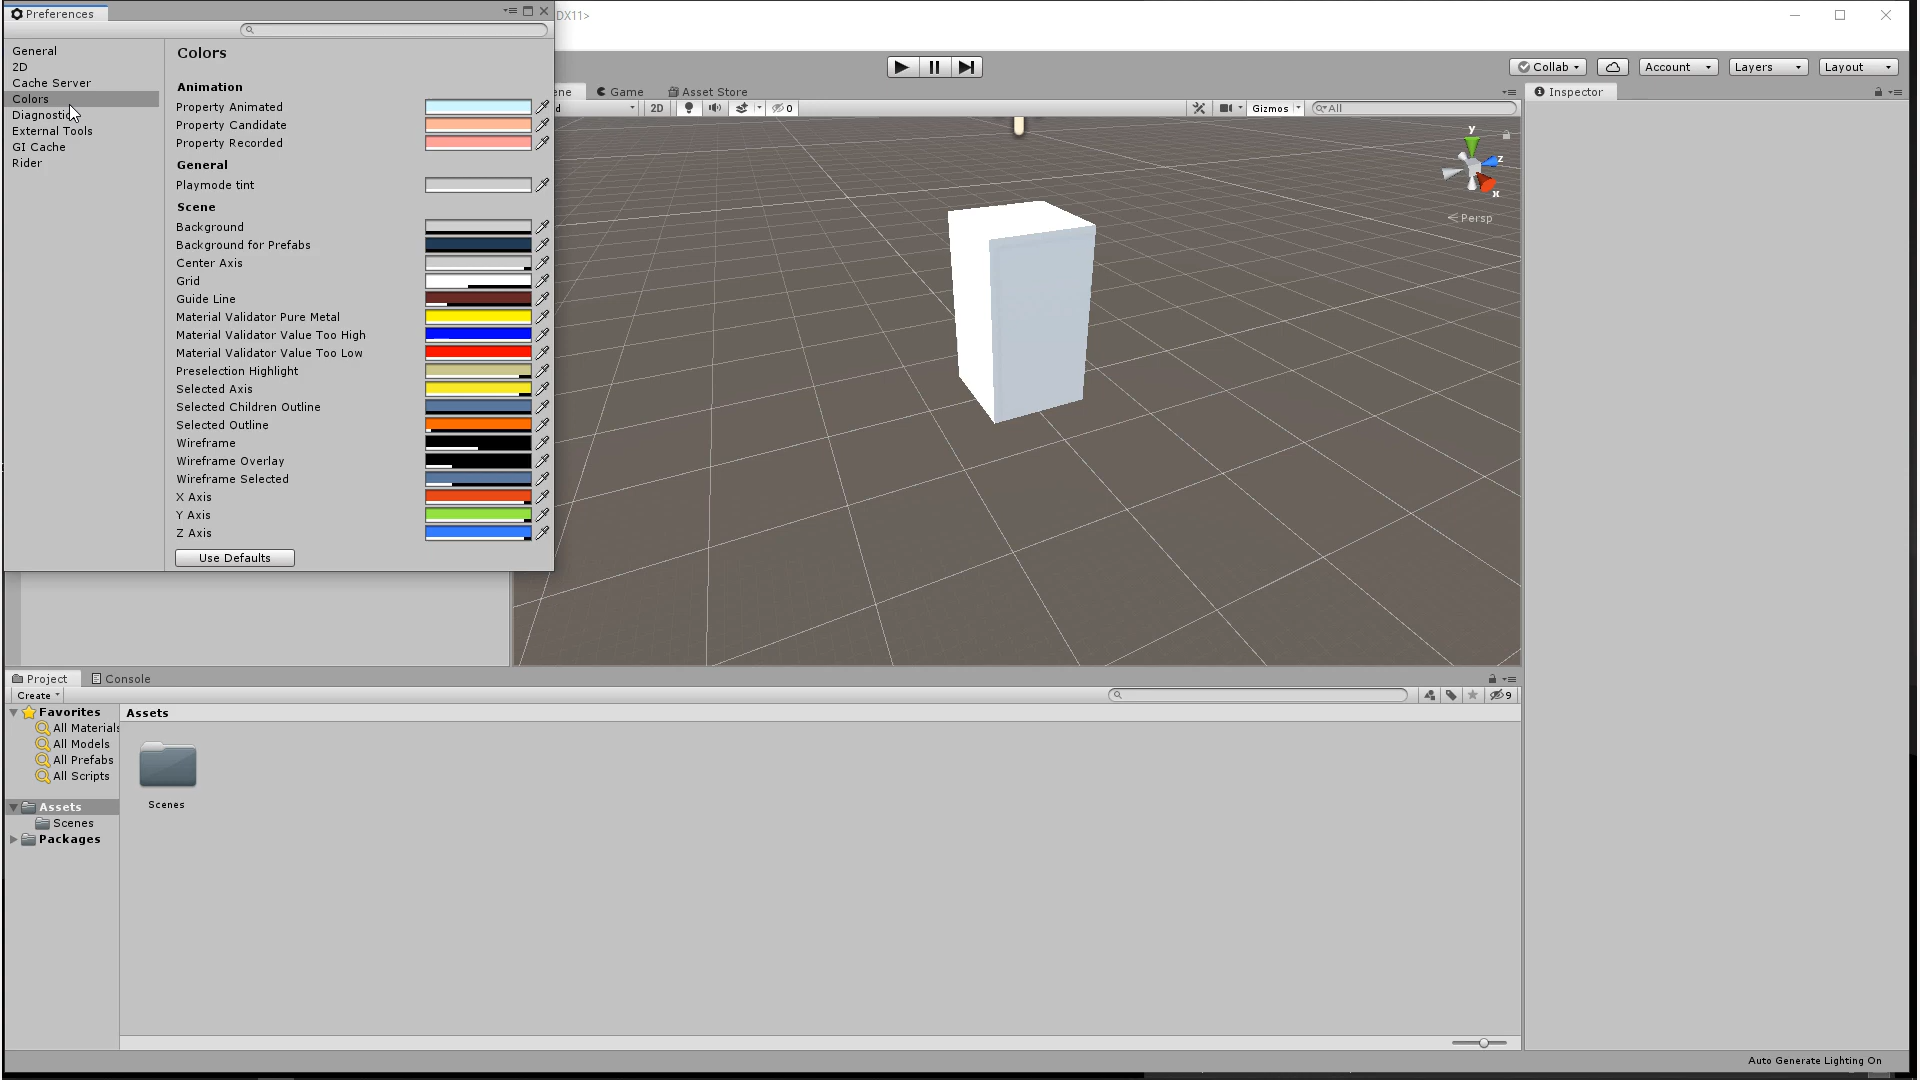 Preferences
DX11>
General
2D
Cache Server
Colors
Diagnostic
External Tools
GI Cache
Rider
Colors
Animation
Property Animated
Property Candidate
Property Recorded
General
Playmode tint
Scene
Background
Background for Prefabs
Center Axis
Grid
Guide Line
Material Validator Pure Metal
Material Validator Value Too High
Material Validator Value Too Low
Preselection Highlight
Selected Axis
Selected Children Outline
Selected Outline
Wireframe
Wireframe Overlay
Wireframe Selected
X Axis
Y Axis
Z Axis
Use Defaults
Collab
Account
Layers
Layout
ene
Game
Asset Store
d
2D
0
Gizmos
All
y
z
x
Persp
Inspector
Project
Console
Create
9
Favorites
All Materials
All Models
All Prefabs
All Scripts
Assets
Scenes
Packages
Assets
Scenes
Auto Generate Lighting On